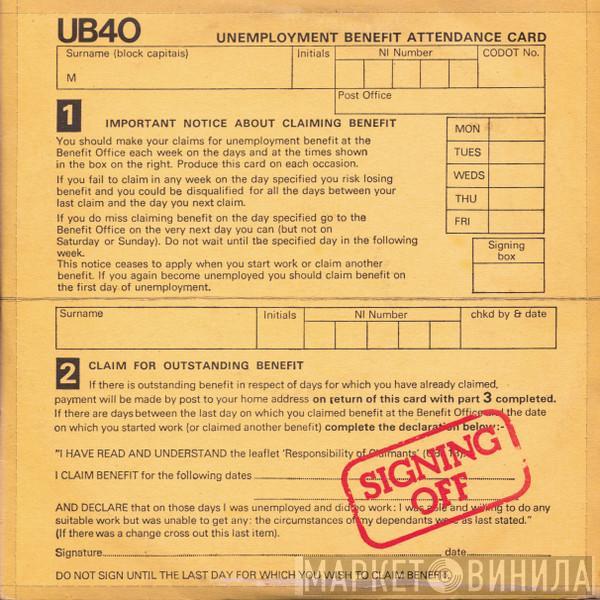 UB40
UNEMPLOYMENT BENEFIT ATTENDANCE CARD
Surname (block capitals)
Initials
NI Number
CODOT No.
M
Post Office
1
IMPORTANT NOTICE ABOUT CLAIMING BENEFIT
You should make your claims for unemployment benefit at the
Benefit Office each week on the days and at the times shown
in the box on the right. Produce this card on each occasion.
If you fail to claim in any week on the day specified you risk losing
benefit and you could be disqualified for all the days between your
last claim and the day you next claim.
If you do miss claiming benefit on the day specified go to the
Benefit Office on the very next day you can (but not on
Saturday or Sunday). Do not wait until the specified day in the following
week.
This notice ceases to apply when you start work or claim another
benefit. If you again become unemployed you should claim benefit on
the first day of unemployment.
MON
TUES
WEDS
THU
FRI
Signing
box
Surname
Initials
NI Number
chkd by & date
2
CLAIM FOR OUTSTANDING BENEFIT
If there is outstanding benefit in respect of days for which you have already claimed,
payment will be made by post to your home address on return of this card with part 3 completed.
If there are days between the last day on which you claimed benefit at the Benefit Office and the date
on which you started work (or claimed another benefit) complete the declaration below:-
"I HAVE READ AND UNDERSTAND the leaflet 'Responsibility of Claimants'
I CLAIM BENEFIT for the following dates
AND DECLARE that on those days I was unemployed and did no work: I was able and willing to do any
suitable work but was unable to get any: the circumstances of my dependants were as last stated."
(If there was a change cross out this last item).
Signature
date
DO NOT SIGN UNTIL THE LAST DAY FOR WHICH YOU WISH TO CLAIM BENEFIT.
SIGNING
OFF
МАРКЕТ ВИНИЛА